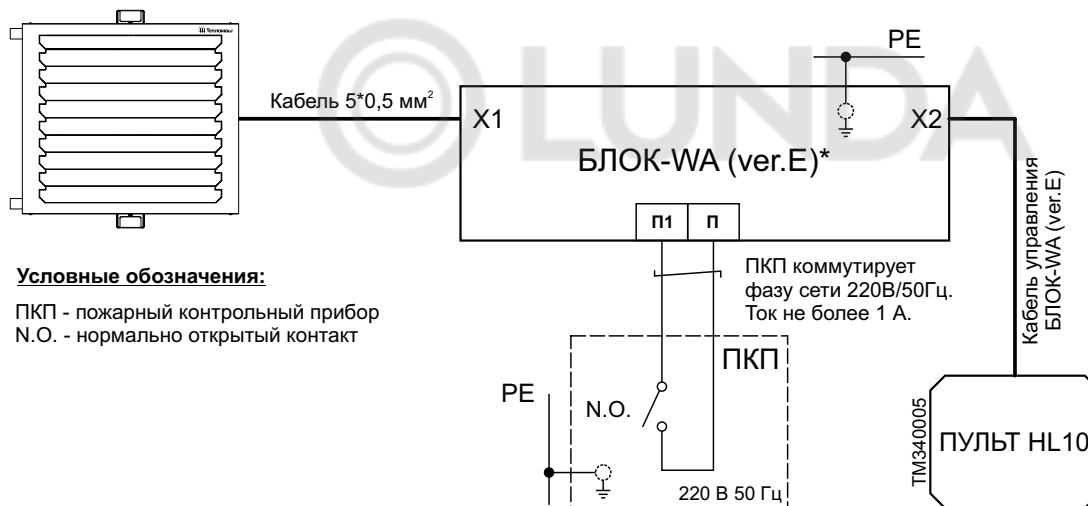 Тепломаш
LUNDA
PE
Кабель 5*0,5 мм²
X1
X2
БЛОК-WA (ver.E)*
П1
П
Кабель управления
БЛОК-WA (ver.E)
Условные обозначения:
ПКП - пожарный контрольный прибор
N.O. - нормально открытый контакт
ПКП коммутирует
фазу сети 220В/50Гц.
Ток не более 1 А.
ПКП
PE
N.O.
220 В 50 Гц
TM340005
ПУЛЬТ HL10